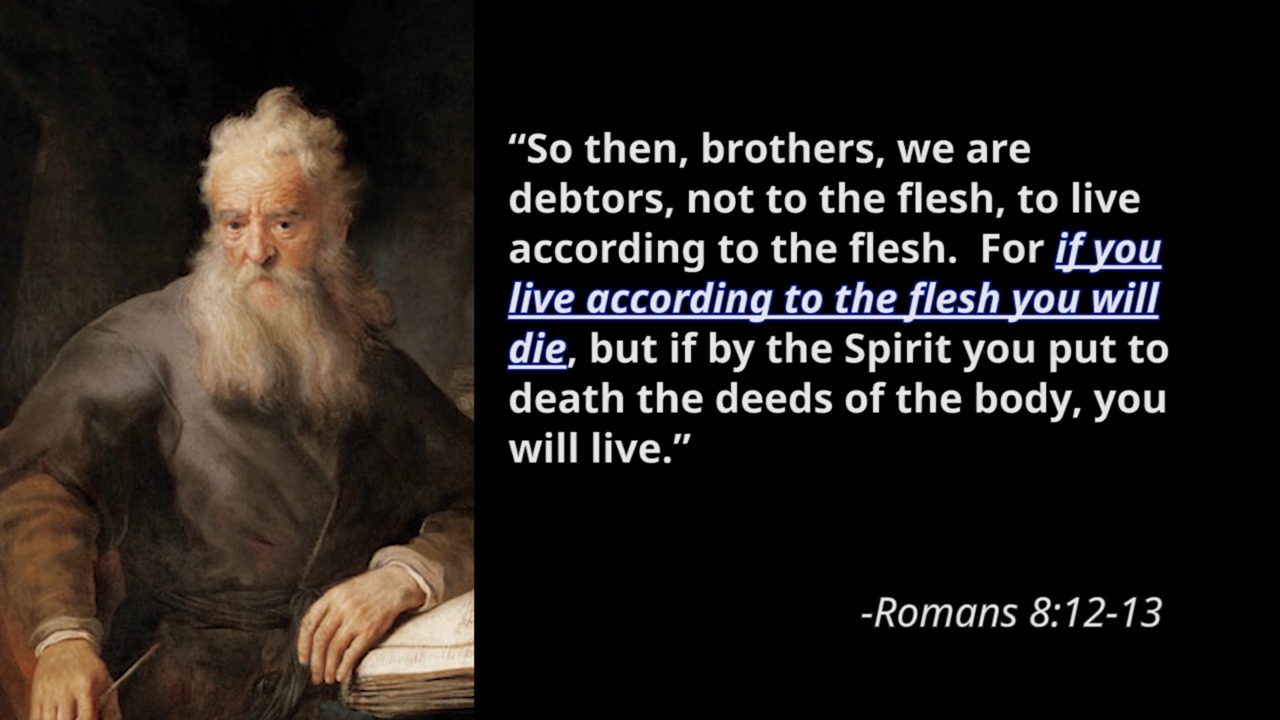 “So then, brothers, we are
debtors, not to the flesh, to live
according to the flesh.  For if you
live according to the flesh you will
die, but if by the Spirit you put to
death the deeds of the body, you
will live.”
-Romans 8:12-13